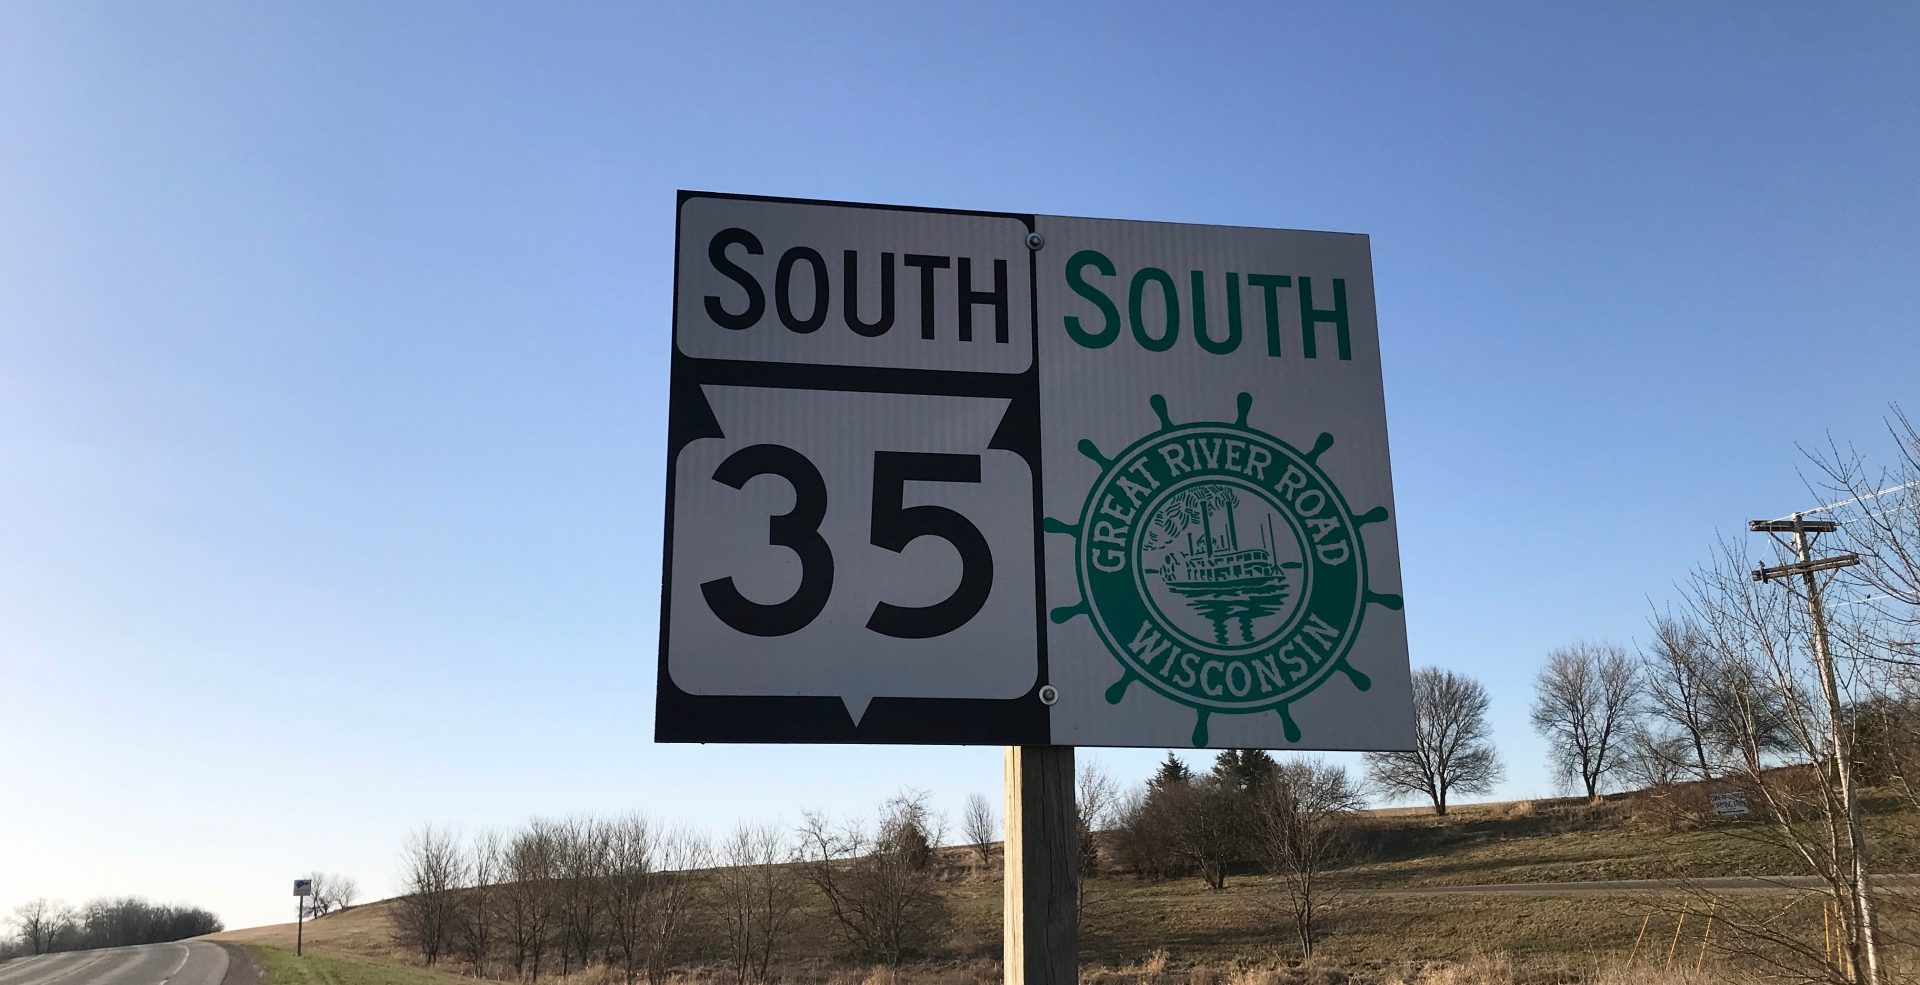 SOUTH
35
SOUTH
GREAT RIVER ROAD
WISCONSIN